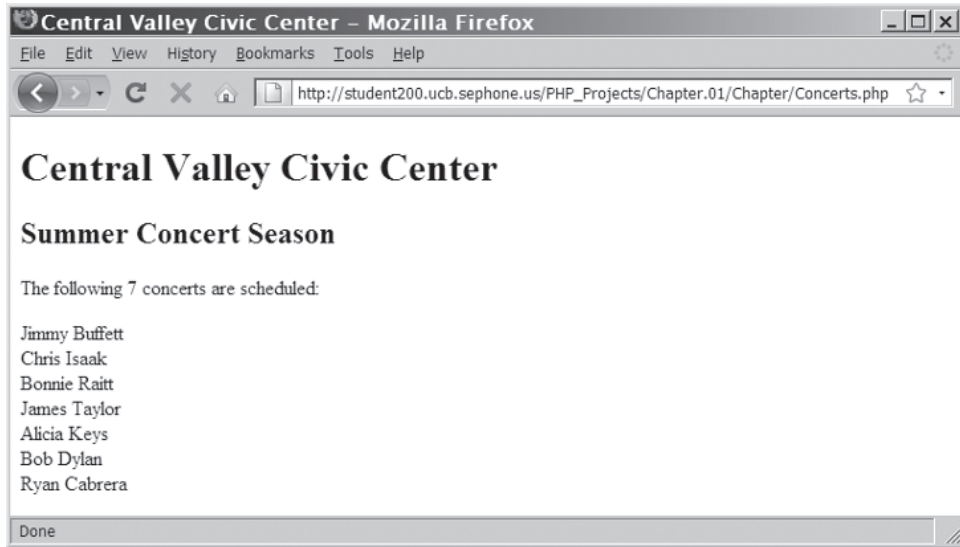 Central Valley Civic Center – Mozilla Firefox
File Edit View History Bookmarks Tools Help
http://student200.ucb.sephone.us/PHP_Projects/Chapter.01/Chapter/Concerts.php
Central Valley Civic Center
Summer Concert Season
The following 7 concerts are scheduled:
Jimmy Buffett
Chris Isaak
Bonnie Raitt
James Taylor
Alicia Keys
Bob Dylan
Ryan Cabrera
Done